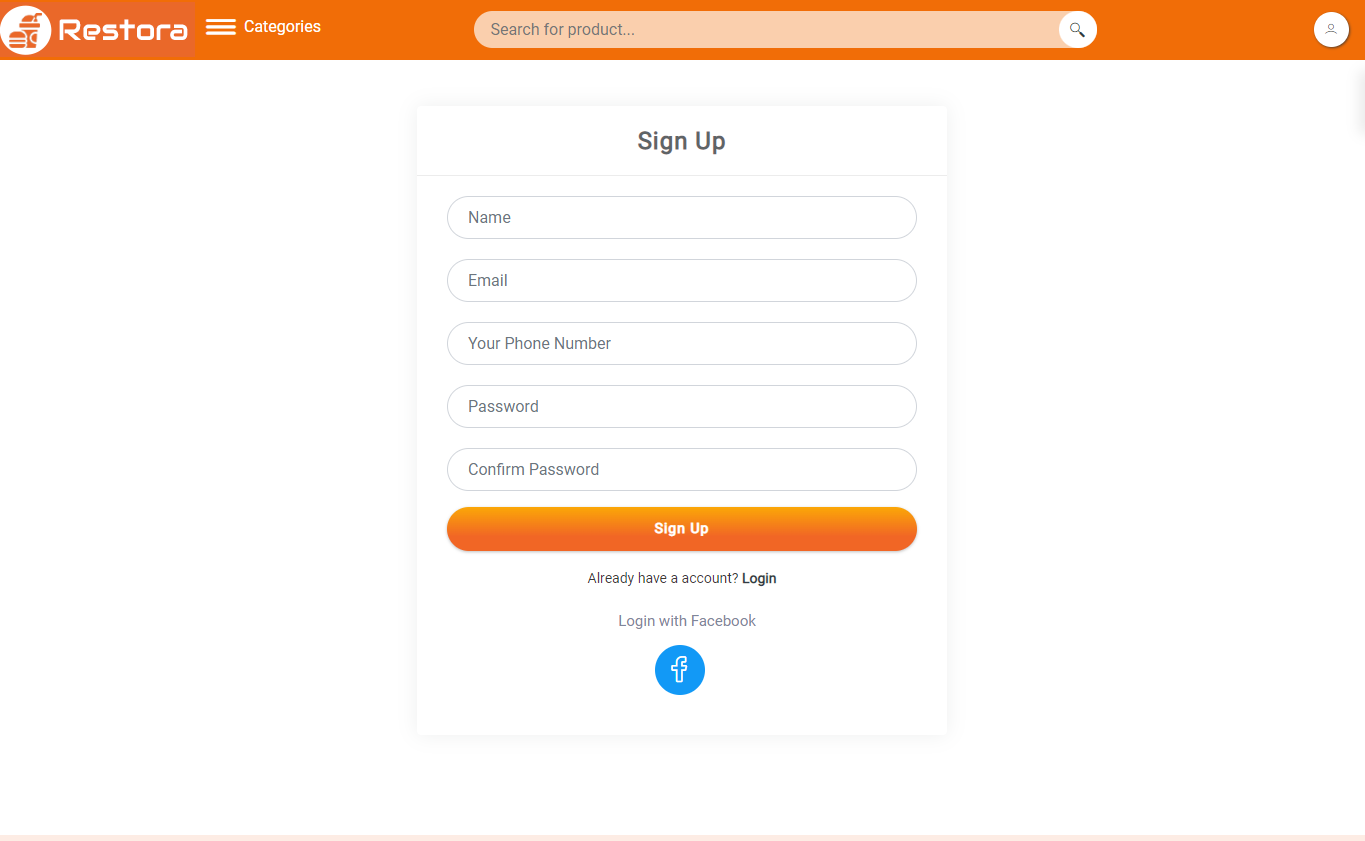 Restora
Categories
Search for product...
Sign Up
Name
Email
Your Phone Number
Password
Confirm Password
Sign Up
Already have a account? Login
Login with Facebook